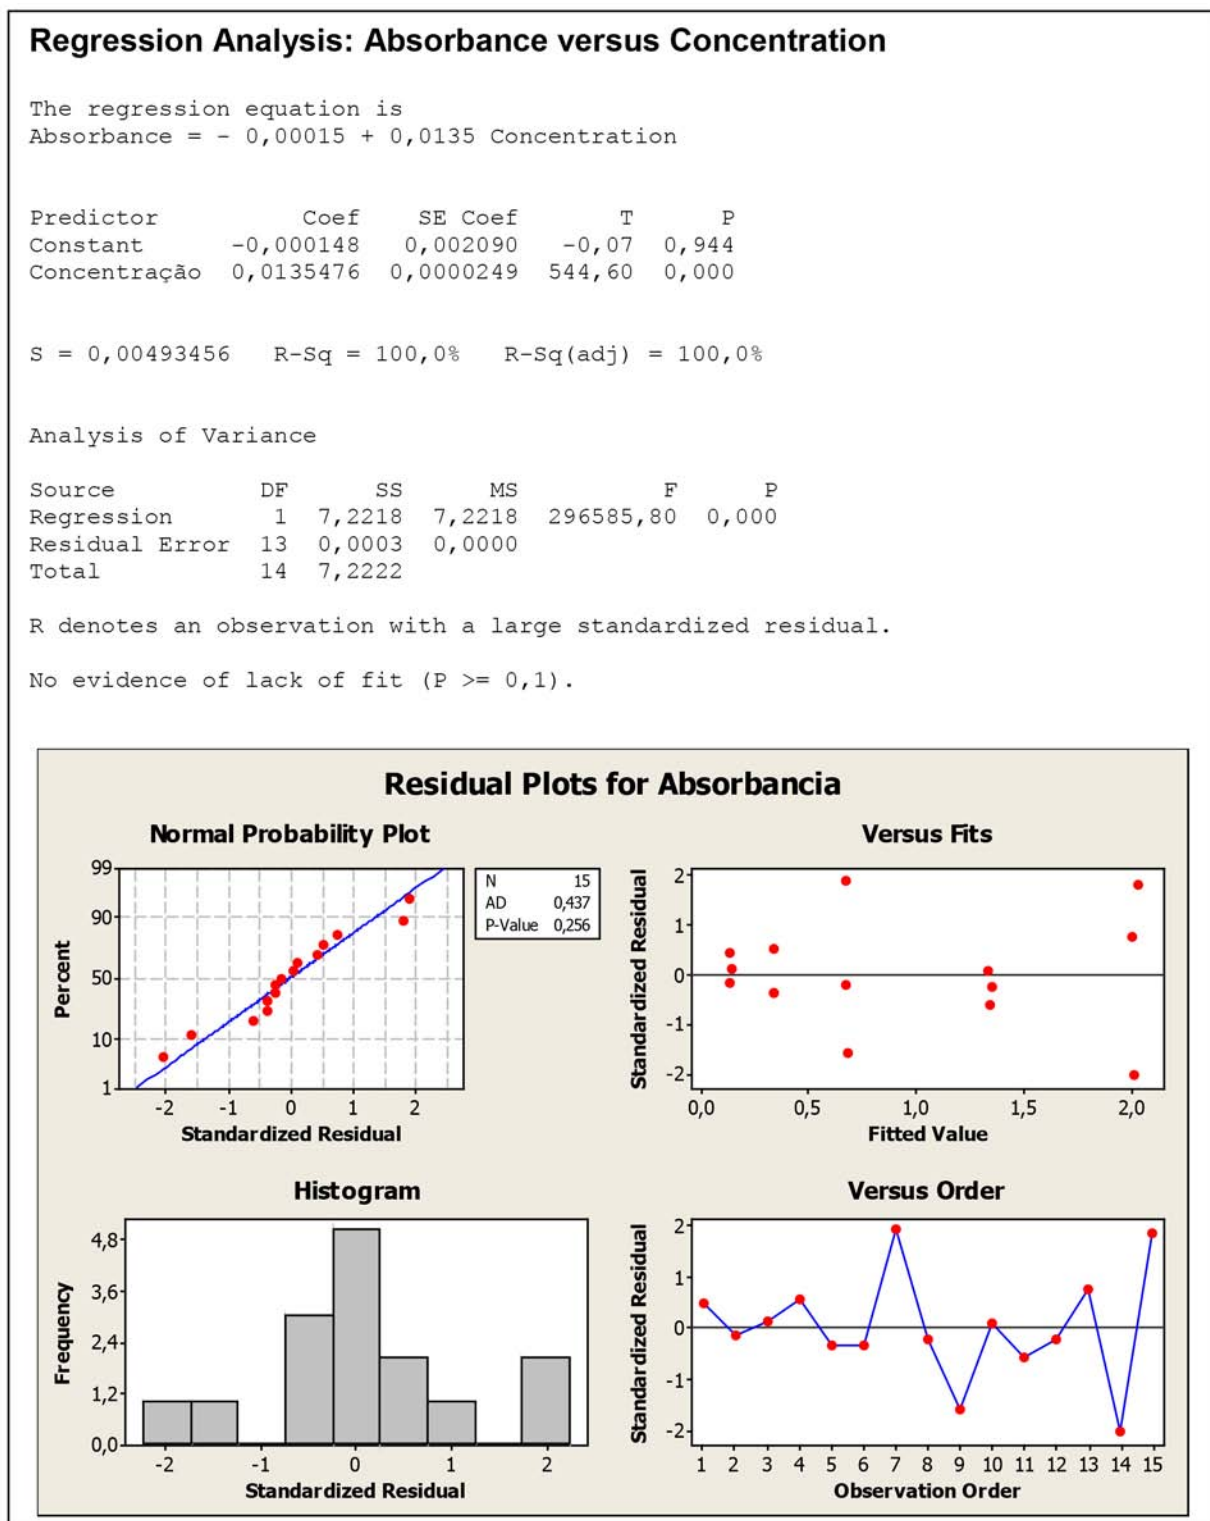 Regression Analysis: Absorbance versus Concentration
The regression equation is
Absorbance = - 0,00015 + 0,0135 Concentration
Predictor Coef SE Coef T P
Constant -0,000148 0,002090 -0,07 0,944
Concentração 0,0135476 0,0000249 544,60 0,000
S = 0,00493456 R-Sq = 100,0% R-Sq(adj) = 100,0%
Analysis of Variance
Source DF SS MS F P
Regression 1 7,2218 7,2218 296585,80 0,000
Residual Error 13 0,0003 0,0000
Total 14 7,2222
R denotes an observation with a large standardized residual.
No evidence of lack of fit (P >= 0,1).
Residual Plots for Absorbancia
Normal Probability Plot
99
90
50
10
1
Percent
-2 -1 0 1 2
Standardized Residual
N 15
AD 0,437
P-Value 0,256
Versus Fits
2
1
0
-1
-2
Standardized Residual
0,0 0,5 1,0 1,5 2,0
Fitted Value
Histogram
4,8
3,6
2,4
1,2
0,0
Frequency
-2 -1 0 1 2
Standardized Residual
Versus Order
2
1
0
-1
-2
Standardized Residual
1 2 3 4 5 6 7 8 9 10 11 12 13 14 15
Observation Order